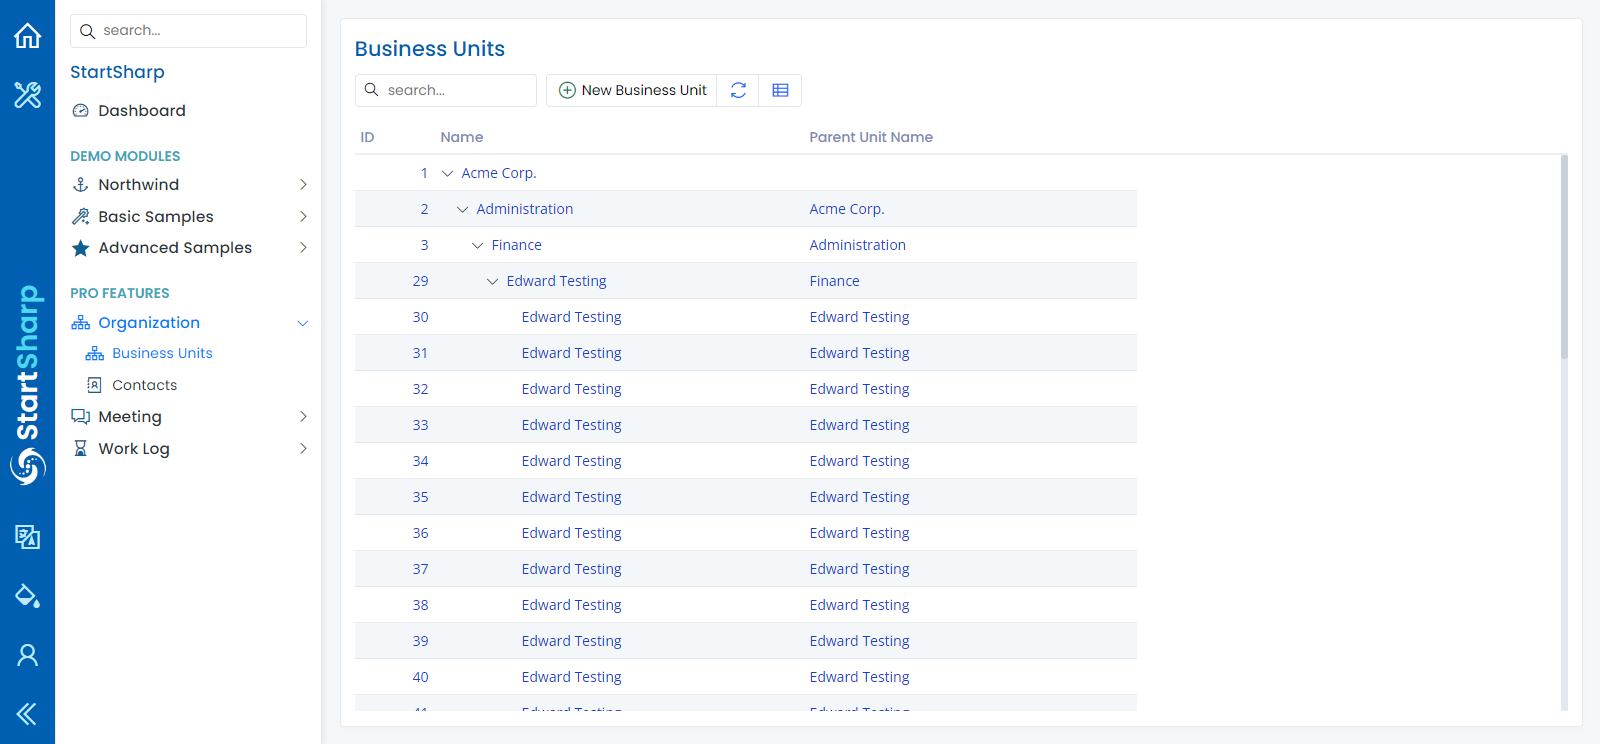 search...
StartSharp
Dashboard
DEMO MODULES
Northwind
Basic Samples
Advanced Samples
PRO FEATURES
Organization
Business Units
Contacts
Meeting
Work Log
StartSharp
Business Units
search...
New Business Unit
ID Name Parent Unit Name
1 Acme Corp.
2 Administration Acme Corp.
3 Finance Administration
29 Edward Testing Finance
30 Edward Testing Edward Testing
31 Edward Testing Edward Testing
32 Edward Testing Edward Testing
33 Edward Testing Edward Testing
34 Edward Testing Edward Testing
35 Edward Testing Edward Testing
36 Edward Testing Edward Testing
37 Edward Testing Edward Testing
38 Edward Testing Edward Testing
39 Edward Testing Edward Testing
40 Edward Testing Edward Testing
41 Edward Testing Edward Testing